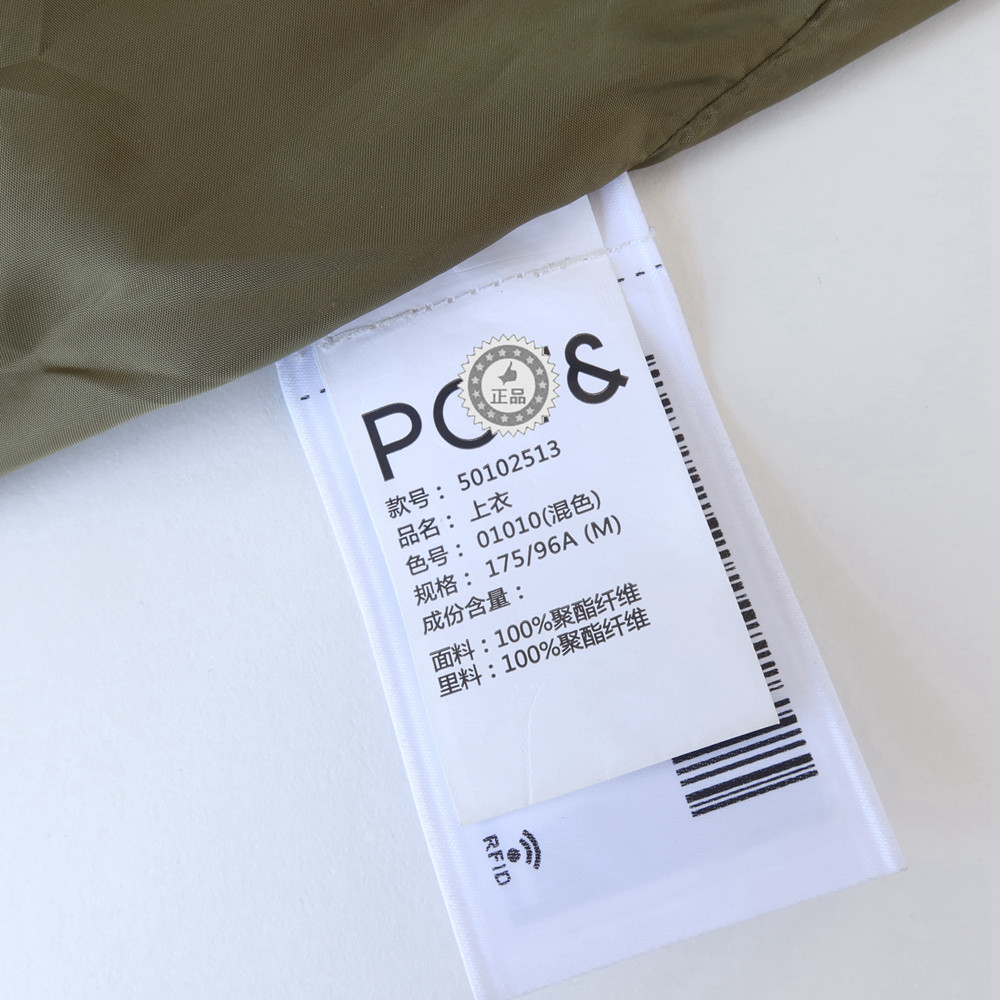 PC &
正品
款号： 50102513
品名： 上衣
色号： 01010(混色)
规格： 175/96A (M)
成份含量：
面料：100%聚酯纤维
里料：100%聚酯纤维
RFID